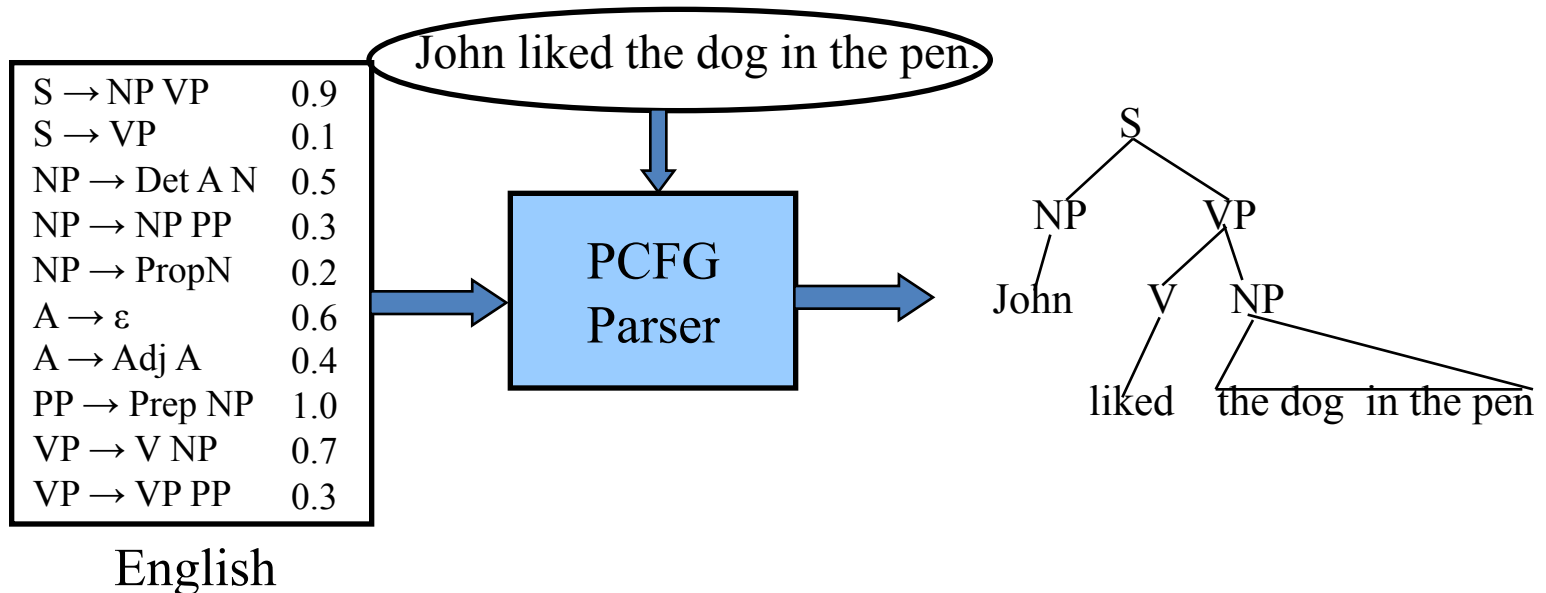 John liked the dog in the pen.
S → NP VP 0.9
S → VP 0.1
NP → Det A N 0.5
NP → NP PP 0.3
NP → PropN 0.2
A → ε 0.6
A → Adj A 0.4
PP → Prep NP 1.0
VP → V NP 0.7
VP → VP PP 0.3
English
PCFG
Parser
S
NP VP
John V NP
liked the dog in the pen